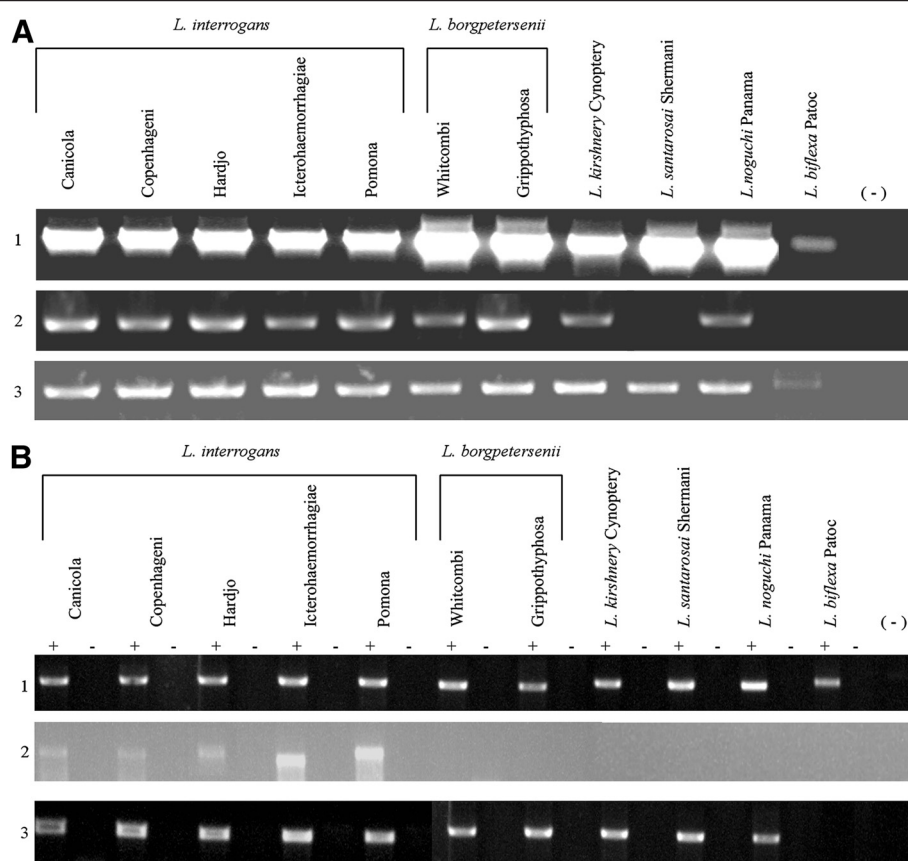 A
L. interrogans
L. borgpetersenii
Canicola
Copenhageni
Hardjo
Icterohaemorrhagiae
Pomona
Whitcombi
Grippothyphosa
L. kirshnery Cynoptery
L. santarosai Shermani
L.noguchi Panama
L. biflexa Patoc
( - )
1
2
3
B
L. interrogans
L. borgpetersenii
Canicola
Copenhageni
Hardjo
Icterohaemorrhagiae
Pomona
Whitcombi
Grippothyphosa
L. kirshnery Cynoptery
L. santarosai Shermani
L. noguchi Panama
L. biflexa Patoc
( - )
+ - + - + - + - + - + - + - + - + - + - + -
1
2
3